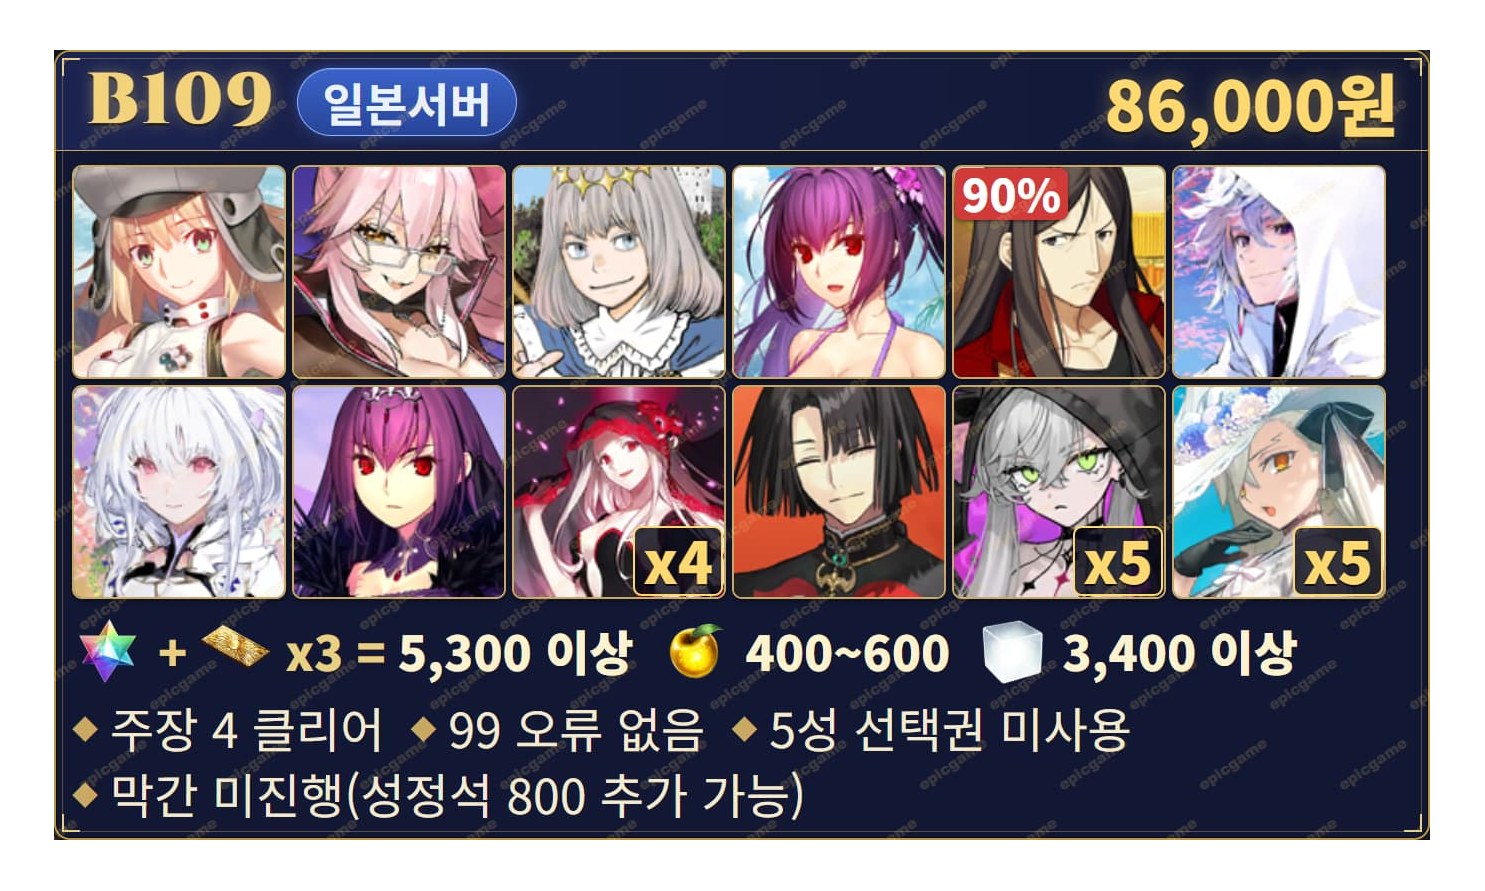 B109 일본서버 86,000원
90%
x4 x5 x5
+ x3 = 5,300 이상 400~600 3,400 이상
◆ 주장 4 클리어 ◆ 99 오류 없음 ◆ 5성 선택권 미사용
◆ 막간 미진행(성정석 800 추가 가능)
epicgame